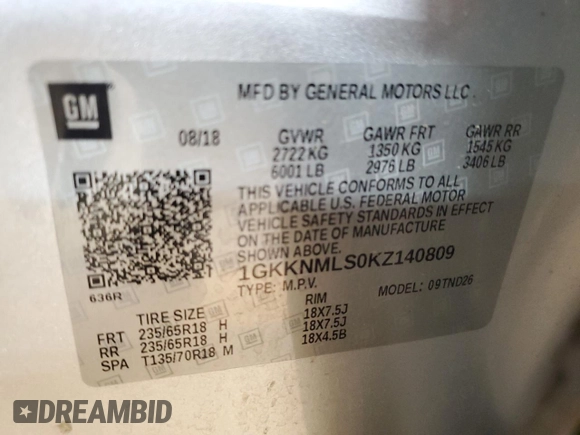 GM
MFD BY GENERAL MOTORS LLC
08/18 GVWR GAWR FRT GAWR RR
2722 KG 1350 KG 1545 KG
6001 LB 2976 LB 3406 LB
THIS VEHICLE CONFORMS TO ALL
APPLICABLE U.S. FEDERAL MOTOR
VEHICLE SAFETY STANDARDS IN EFFECT
ON THE DATE OF MANUFACTURE
SHOWN ABOVE.
1GKKNMLS0KZ140809
636R
TYPE: M.P.V. MODEL: 09TND26
TIRE SIZE RIM
FRT 235/65R18 H 18X7.5J
RR 235/65R18 H 18X7.5J
SPA T135/70R18 M 18X4.5B
DREAMBID